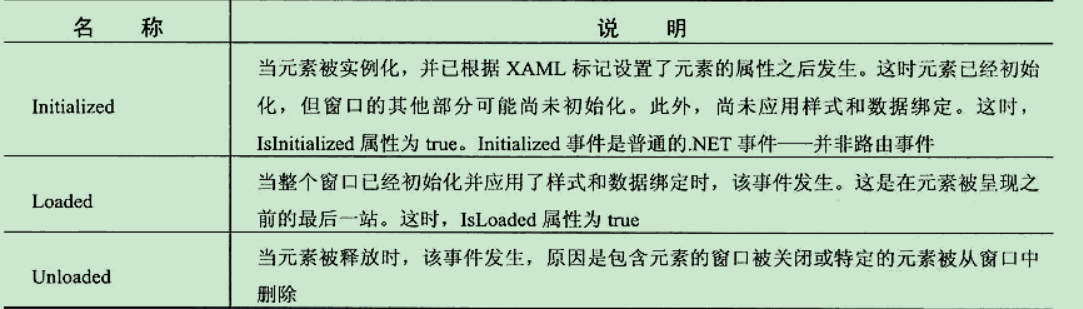 名 称 说 明
当元素被实例化，并已根据 XAML 标记设置了元素的属性之后发生。这时元素已经初始
Initialized 化，但窗口的其他部分可能尚未初始化。此外，尚未应用样式和数据绑定。这时，
IsInitialized 属性为 true。Initialized 事件是普通的.NET 事件——并非路由事件
当整个窗口已经初始化并应用了样式和数据绑定时，该事件发生。这是在元素被呈现之
Loaded
前的最后一站。这时，IsLoaded 属性为 true
当元素被释放时，该事件发生，原因是包含元素的窗口被关闭或特定的元素被从窗口中
Unloaded
删除